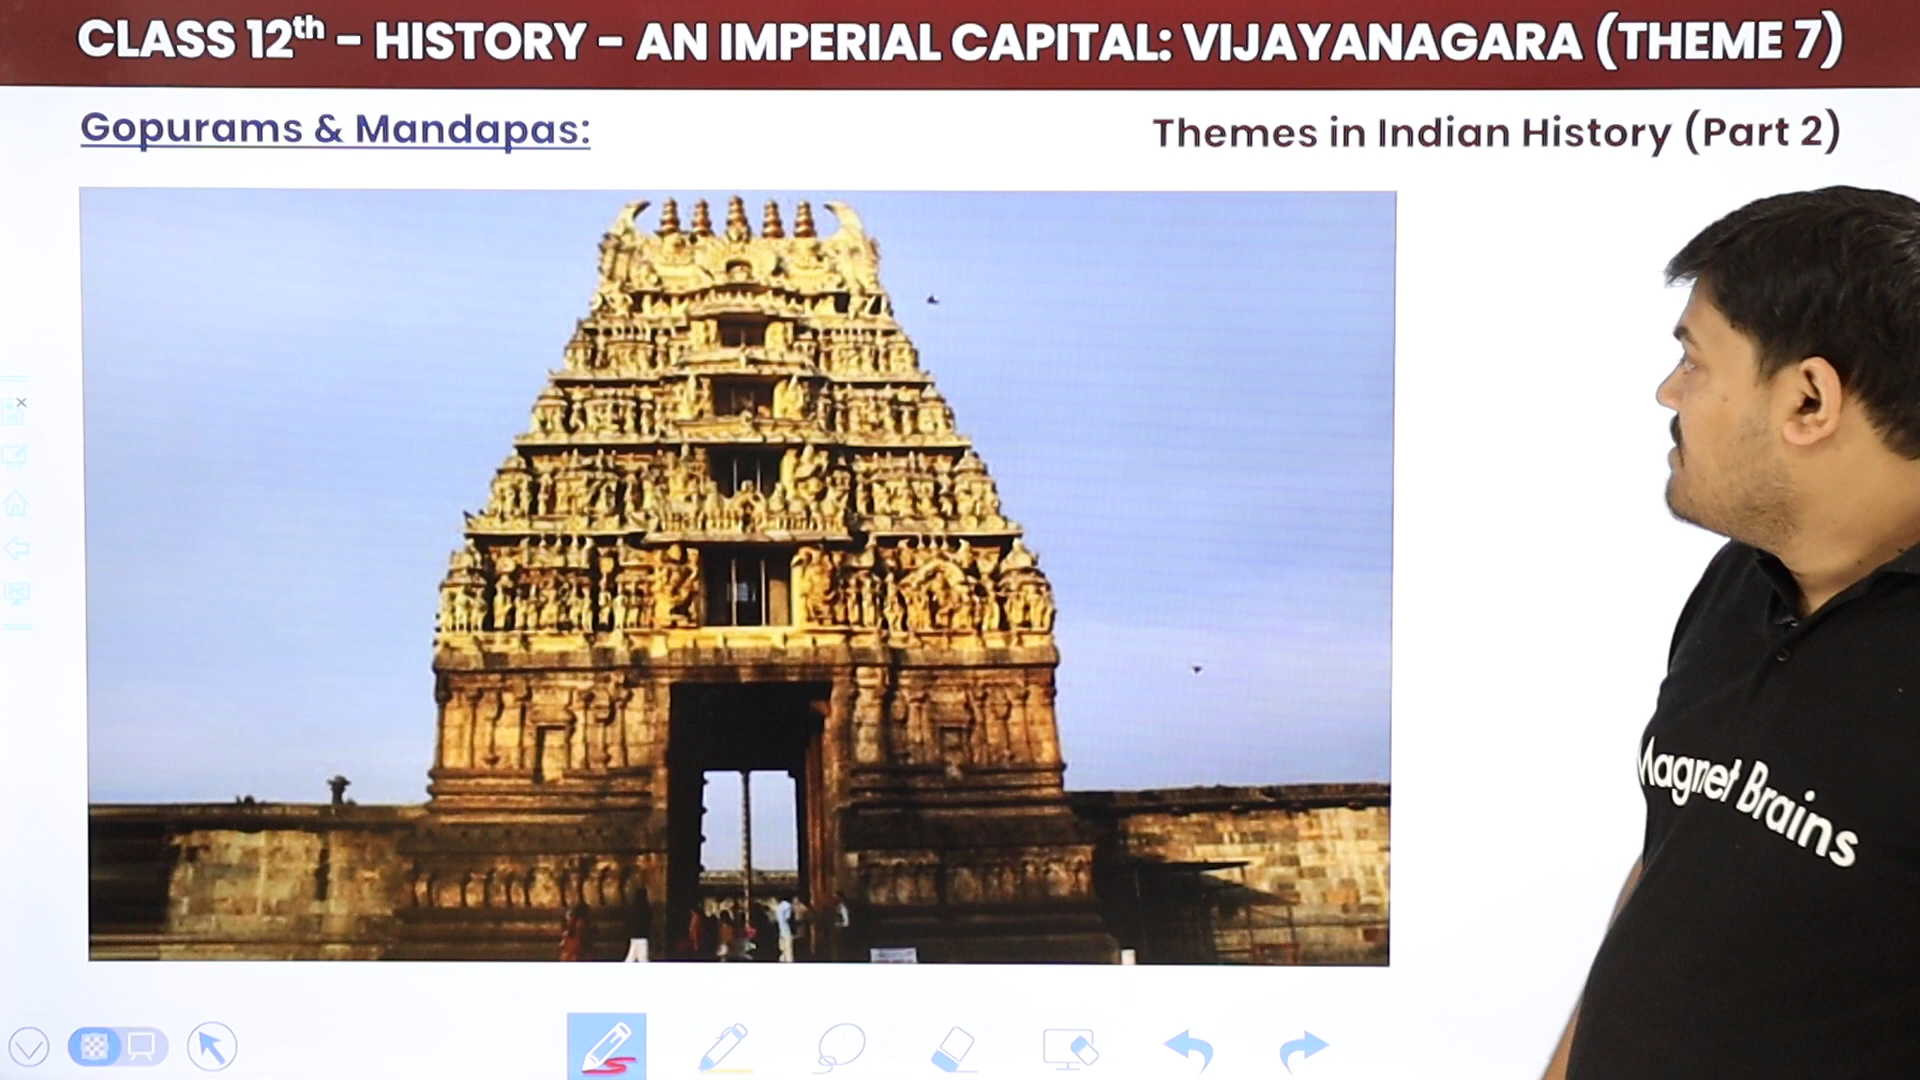 CLASS 12th - HISTORY - AN IMPERIAL CAPITAL: VIJAYANAGARA (THEME 7)
Gopurams & Mandapas:
Themes in Indian History (Part 2)
Magnet Brains